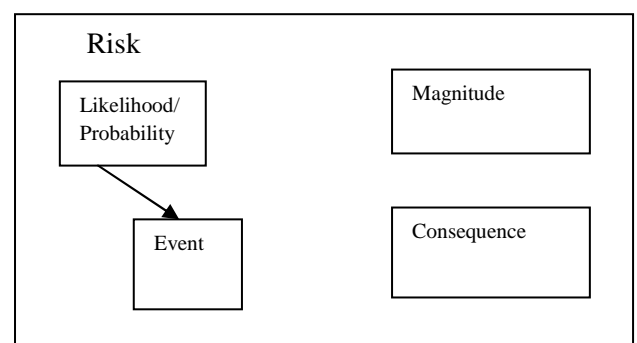 Risk
Likelihood/
Probability
Magnitude
Event
Consequence